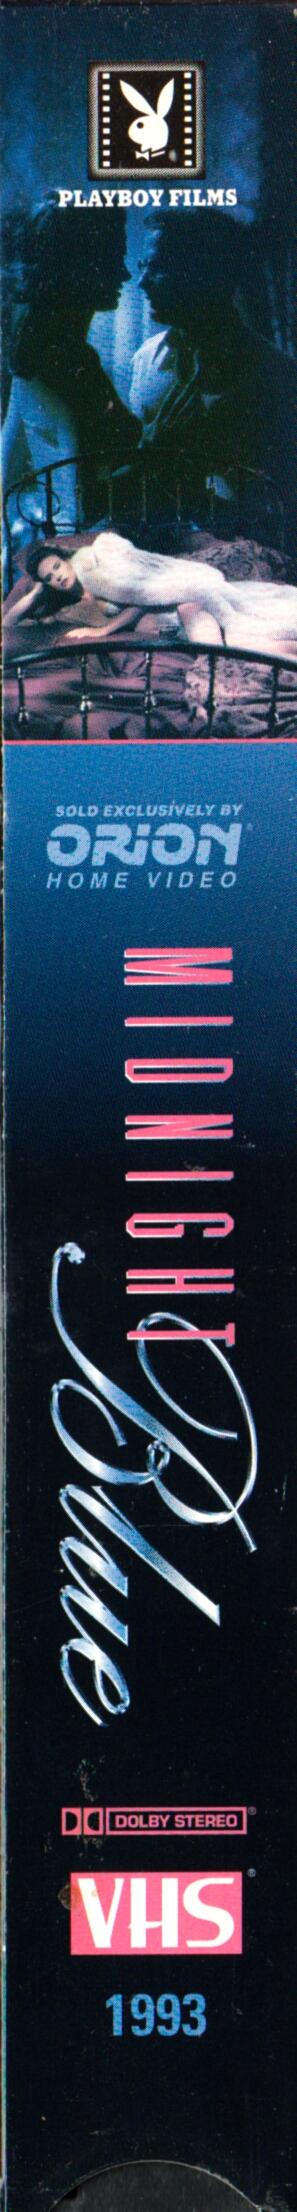 PLAYBOY FILMS
SOLD EXCLUSIVELY BY
ORION®
HOME VIDEO
MIDNIGHT
Blue
DOLBY STEREO®
VHS®
1993